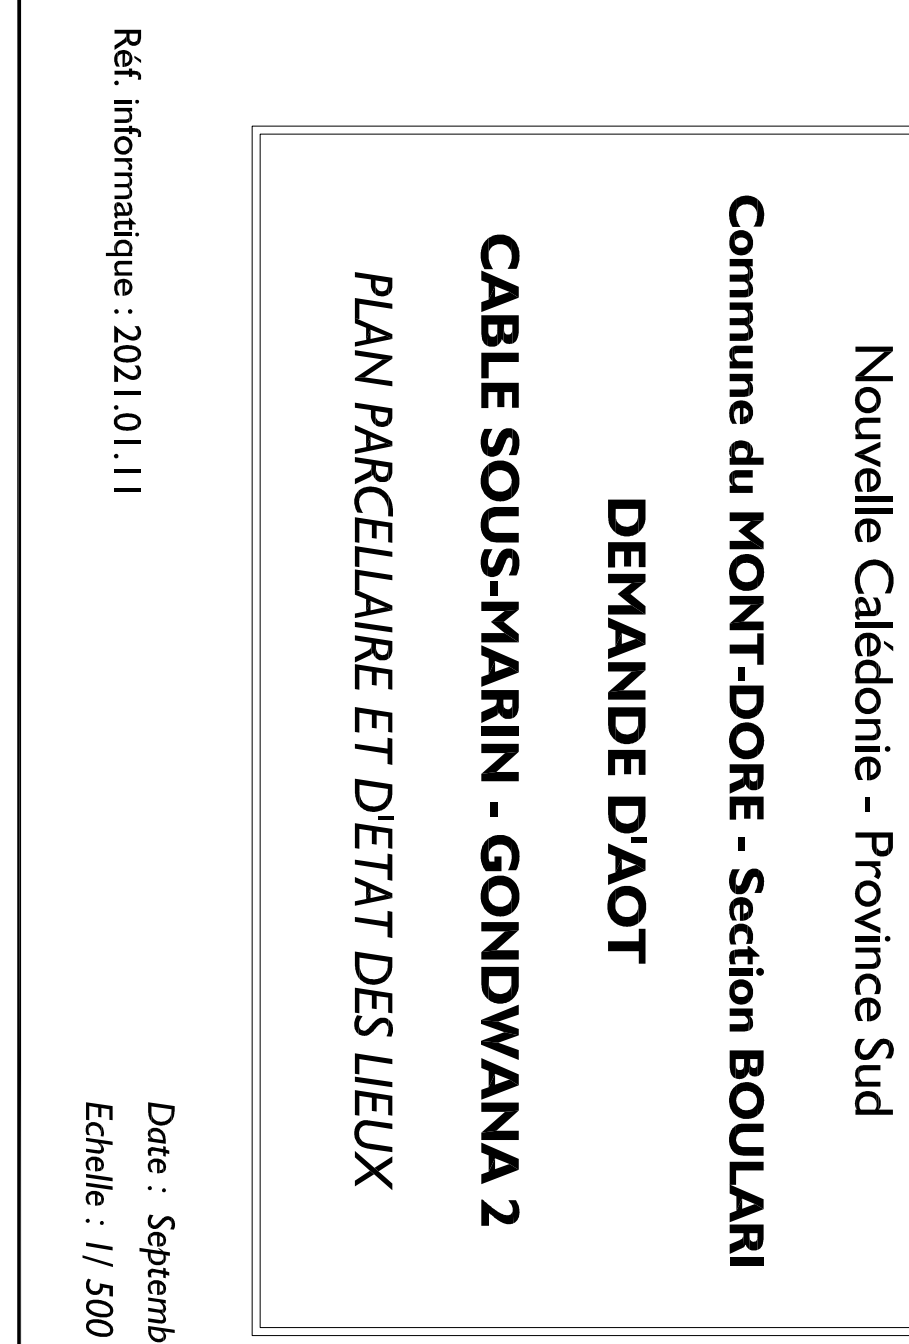 Nouvelle Calédonie - Province Sud
Commune du MONT-DORE - Section BOULARI
DEMANDE D'AOT
CABLE SOUS-MARIN - GONDWANA 2
PLAN PARCELLAIRE ET D'ETAT DES LIEUX
Date : Septemb
Réf. informatique : 2021.01.11
Echelle : 1/ 500